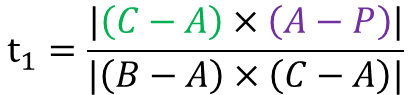 t₁ = |(C − A) × (A − P)| / |(B − A) × (C − A)|